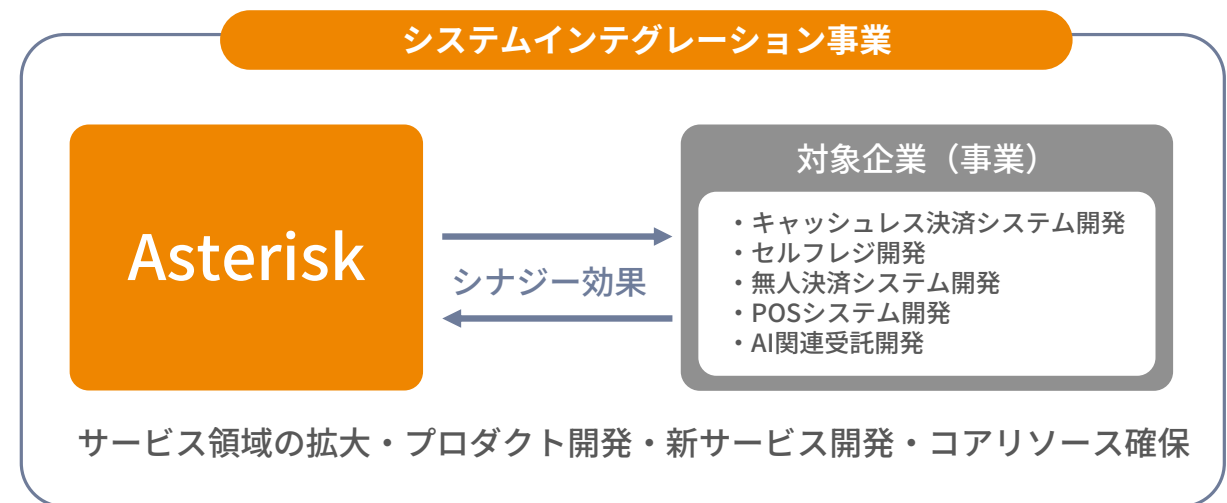 システムインテグレーション事業
Asterisk
シナジー効果
対象企業（事業）
・キャッシュレス決済システム開発
・セルフレジ開発
・無人決済システム開発
・POSシステム開発
・AI関連受託開発
サービス領域の拡大・プロダクト開発・新サービス開発・コアリソース確保